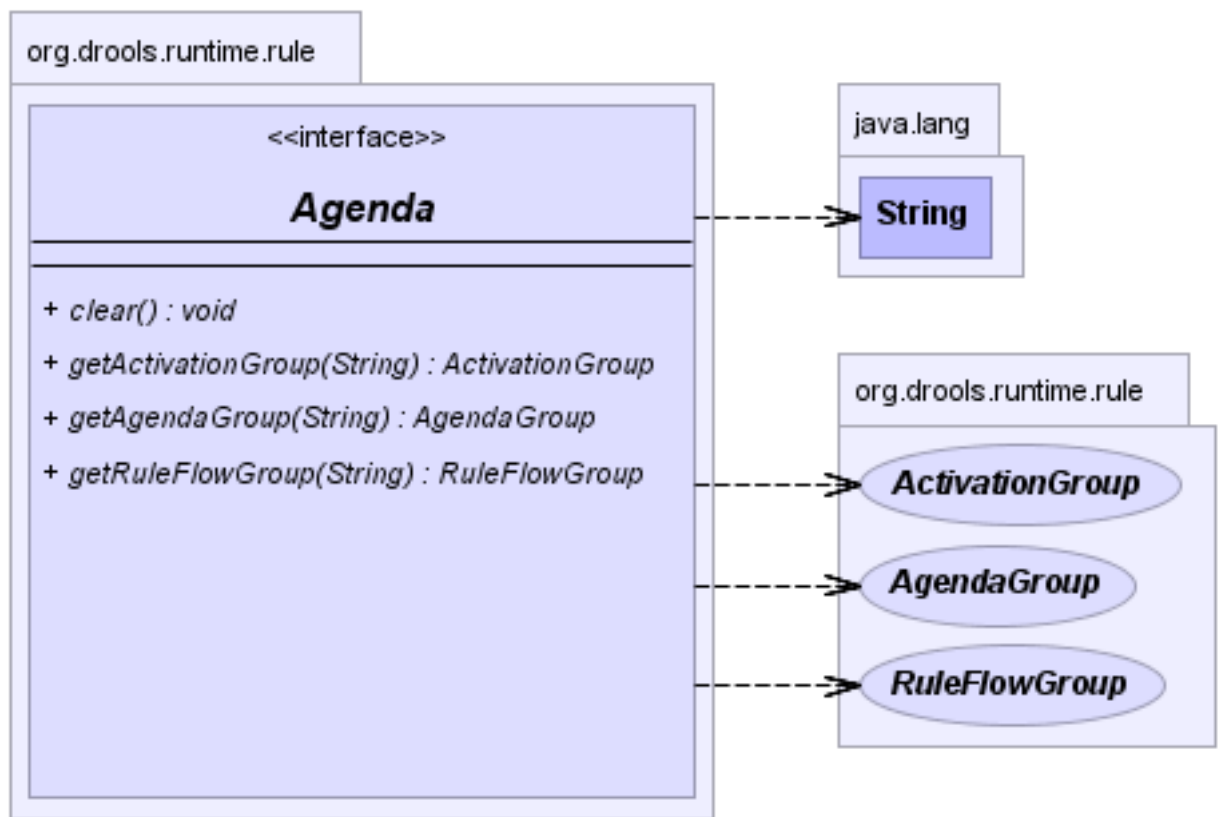 org.drools.runtime.rule
<<interface>>
Agenda
+ clear() : void
+ getActivationGroup(String) : ActivationGroup
+ getAgendaGroup(String) : AgendaGroup
+ getRuleFlowGroup(String) : RuleFlowGroup
java.lang
String
org.drools.runtime.rule
ActivationGroup
AgendaGroup
RuleFlowGroup